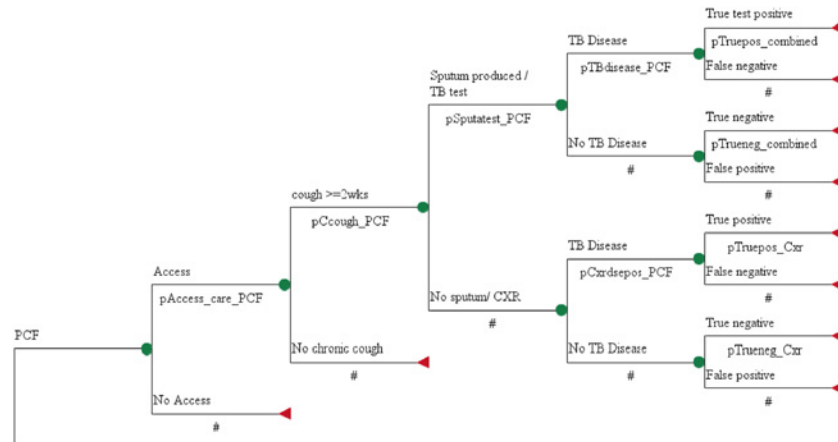 True test positive
TB Disease
pTruepos_combined
Sputum produced /
TB test
pTBdisease_PCF
False negative
#
pSputatest_PCF
True negative
No TB Disease
pTrueneg_combined
#
False positive
#
cough >=2wks
pCcough_PCF
True positive
TB Disease
pTruepos_Cxr
Access
pCxrdsepos_PCF
False negative
pAccess_care_PCF
No sputum/ CXR
#
#
True negative
PCF
No chronic cough
No TB Disease
pTrueneg_Cxr
#
#
False positive
No Access
#
#